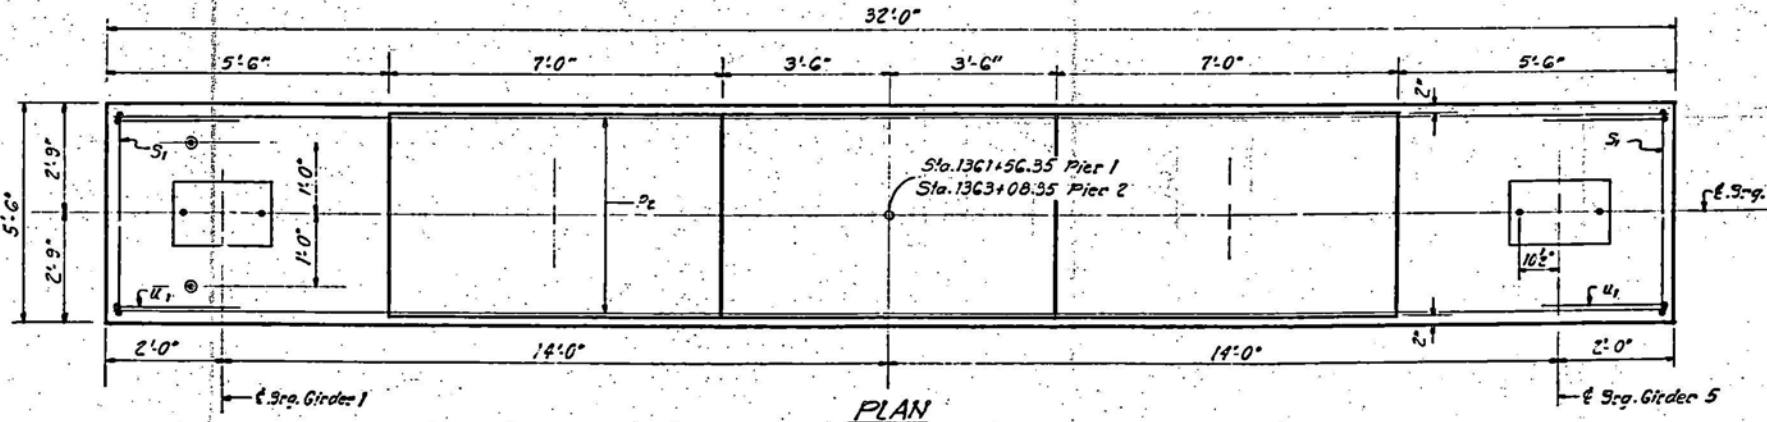 32'-0"
5'-6" 7'-0" 3'-6" 3'-6" 7'-0" 5'-6"
2"
S1
S1
2'-9"
1'-0"
Sta. 1361+56.35 Pier 1
Sta. 1363+08.35 Pier 2
P2
₵ Brg.
5'-6"
2'-9"
1'-0"
10½"
u1
u1
2"
2'-0" 14'-0" 14'-0" 2'-0"
₵ Brg. Girder 1
₵ Brg. Girder 5
PLAN